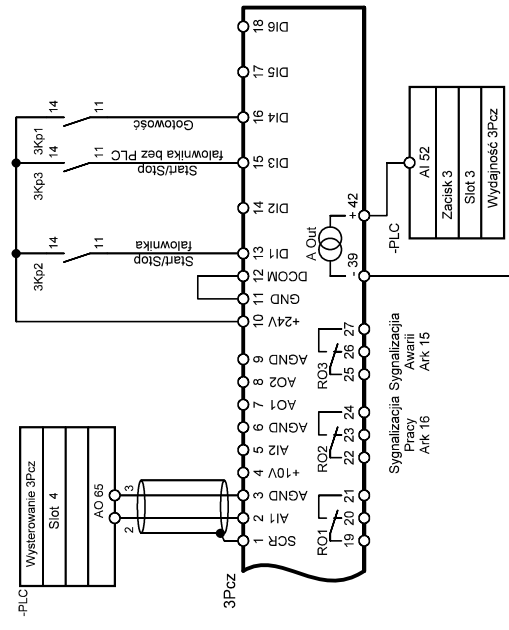 -PLC
Wysterowanie 3Pcz
Slot 4
AO 65
2
3
3Kp2
14
11
Start/Stop
falownika
3Kp3
14
11
Start/Stop
falownika bez PLC
3Kp1
14
11
Gotowość
3Pcz
1 SCR
2 AI1
3 AGND
4 +10V
5 AI2
6 AGND
7 AO1
8 AO2
9 AGND
10 +24V
11 GND
12 DCOM
13 DI1
14 DI2
15 DI3
16 DI4
17 DI5
18 DI6
RO1
19 20 21
RO2
22 23 24
RO3
25 26 27
A Out
- 39
+ 42
Sygnalizacjia
Pracy
Ark 16
Sygnalizacjia
Awarii
Ark 15
-PLC
AI 52
Zacisk 3
Slot 3
Wydajność 3Pcz